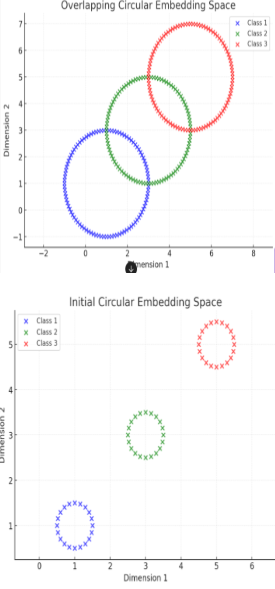 Overlapping Circular Embedding Space
7
6
5
4
3
2
1
0
−1
Dimension 2
× Class 1
× Class 2
× Class 3
−2
0
2
4
6
8
Dimension 1
Initial Circular Embedding Space
× Class 1
× Class 2
× Class 3
5
4
3
2
1
Dimension 2
0
1
2
3
4
5
6
Dimension 1